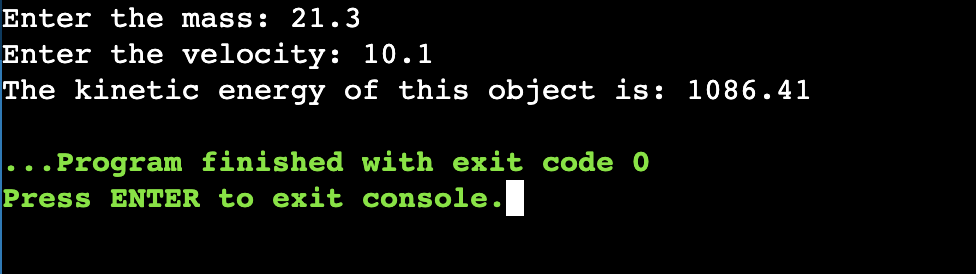 Enter the mass: 21.3
Enter the velocity: 10.1
The kinetic energy of this object is: 1086.41
...Program finished with exit code 0
Press ENTER to exit console.